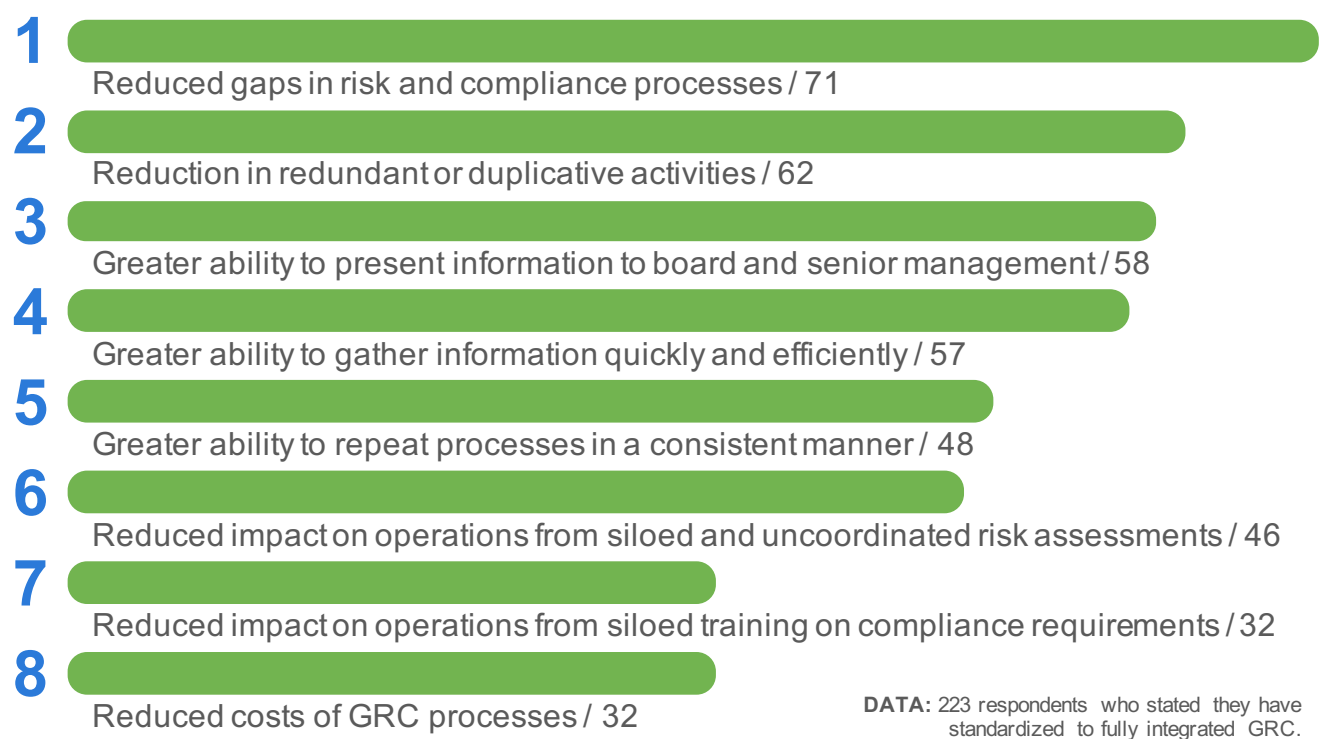 1
Reduced gaps in risk and compliance processes / 71
2
Reduction in redundant or duplicative activities / 62
3
Greater ability to present information to board and senior management / 58
4
Greater ability to gather information quickly and efficiently / 57
5
Greater ability to repeat processes in a consistent manner / 48
6
Reduced impact on operations from siloed and uncoordinated risk assessments / 46
7
Reduced impact on operations from siloed training on compliance requirements / 32
8
Reduced costs of GRC processes / 32
DATA: 223 respondents who stated they have
standardized to fully integrated GRC.